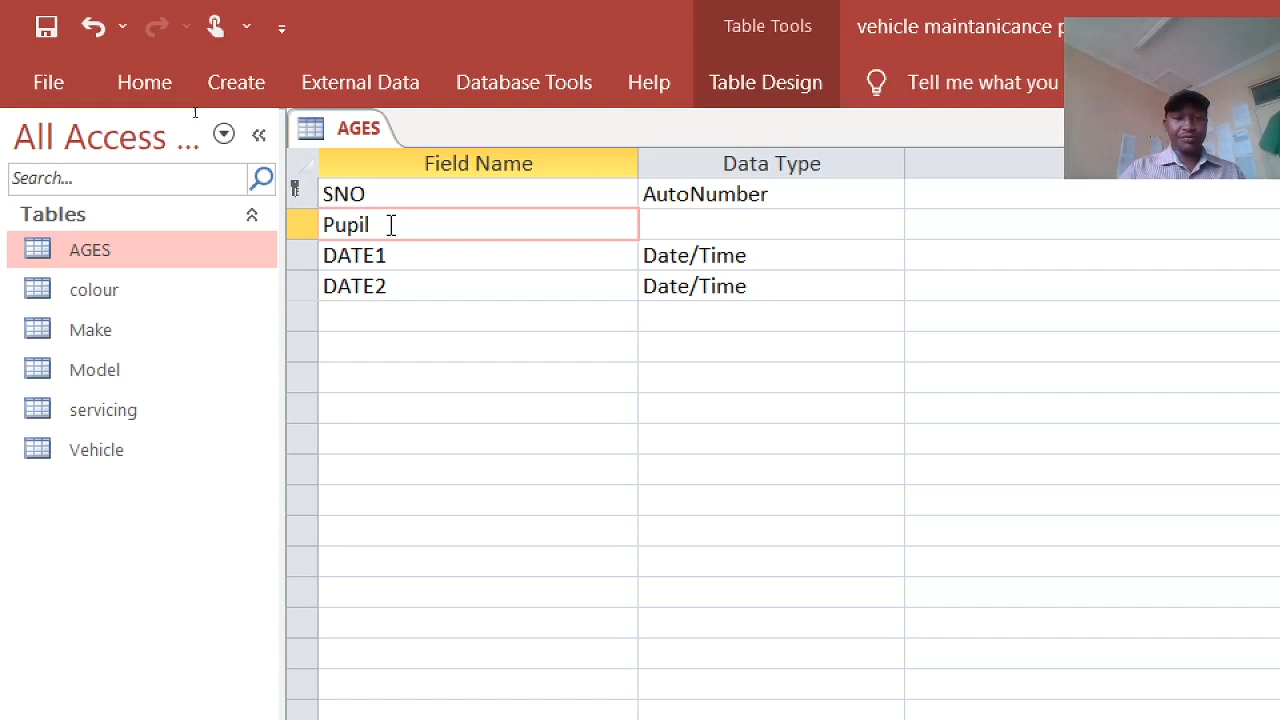 Table Tools
vehicle maintanicance p
File Home Create External Data Database Tools Help Table Design Tell me what you
All Access ...
AGES
Search...
Field Name Data Type
Tables
SNO AutoNumber
Pupil
DATE1 Date/Time
DATE2 Date/Time
AGES
colour
Make
Model
servicing
Vehicle